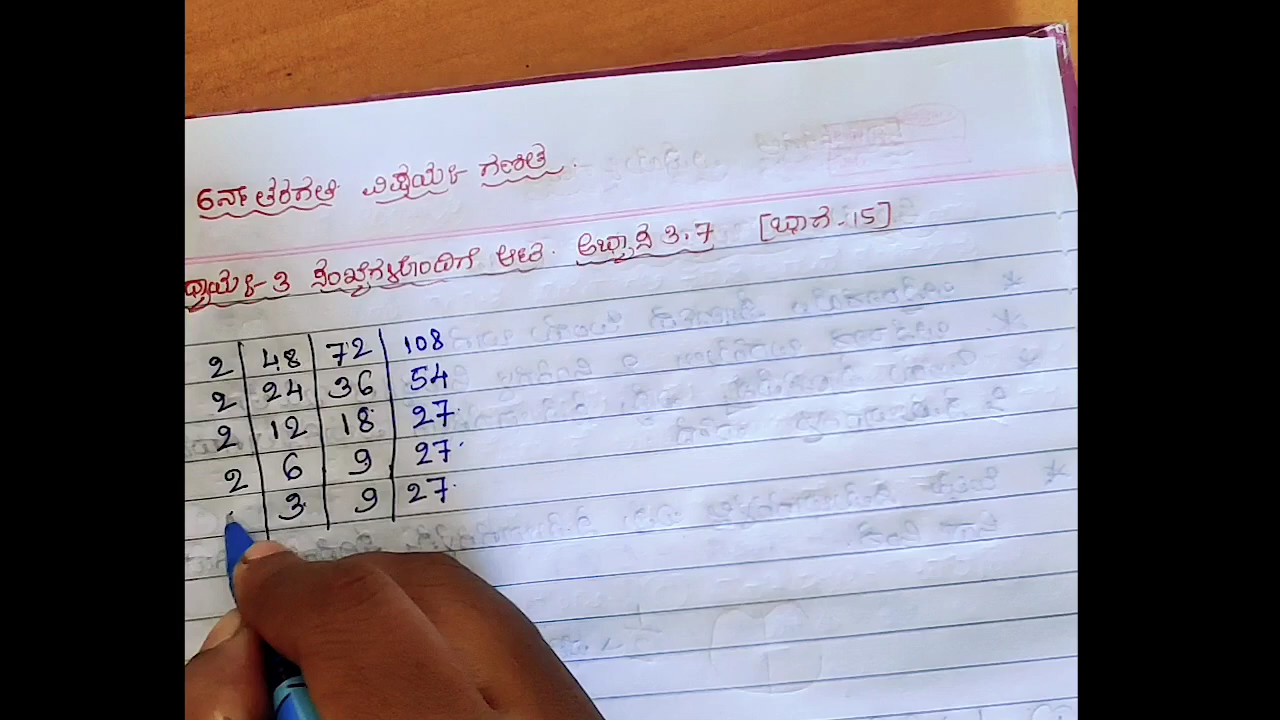 6ನೇ ತರಗತಿ ವಿಷಯ:- ಗಣಿತ.
ಧ್ಯಾಯ:- 3 ಸಂಖ್ಯೆಗಳೊಂದಿಗೆ ಆಟ. ಅಭ್ಯಾಸ 3.7 [ಭಾಗ-15]
2 48 72 108
2 24 36 54
2 12 18 27
2 6 9 27
3 9 27